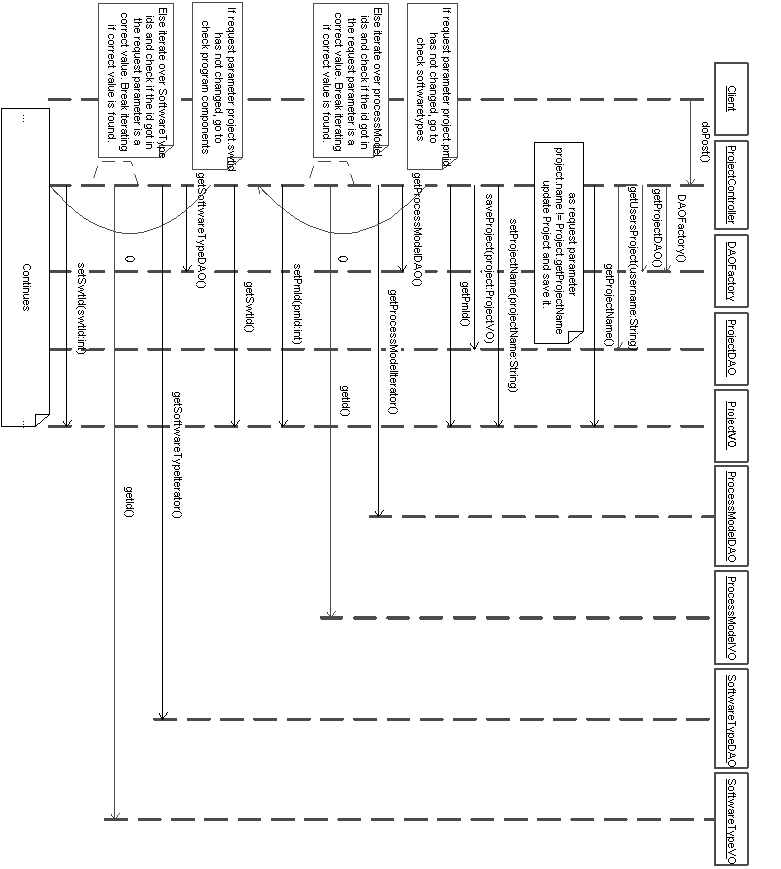 Client
ProjectController
DAOFactory
ProjectDAO
ProjectVO
ProcessModelDAO
ProcessModelVO
SoftwareTypeDAO
SoftwareTypeVO
doPost()
DAOFactory()
getProjectDAO()
getUsersProject(username:String)
getProjectName()
as request parameter
project.name != Project.getProjectName
update Project and save it.
setProjectName(projectName:String)
saveProject(project:ProjectVO)
getPmId()
If request parameter project.pmid
has not changed, go to
check softwaretypes
getProcessModelDAO()
getProcessModelIterator()
Else iterate over processModel
ids and check if the id got in
the request parameter is a
correct value. Break iterating
if correct value is found.
()
getId()
setPmId(pmId:int)
getSwtId()
If request parameter project.swtid
has not changed, go to
check program components
getSoftwareTypeDAO()
getSoftwareTypeIterator()
Else iterate over SoftwareType
ids and check if the id got in
the request parameter is a
correct value. Break iterating
if correct value is found.
()
getId()
setSwtId(swtId:int)
...
Continues
...